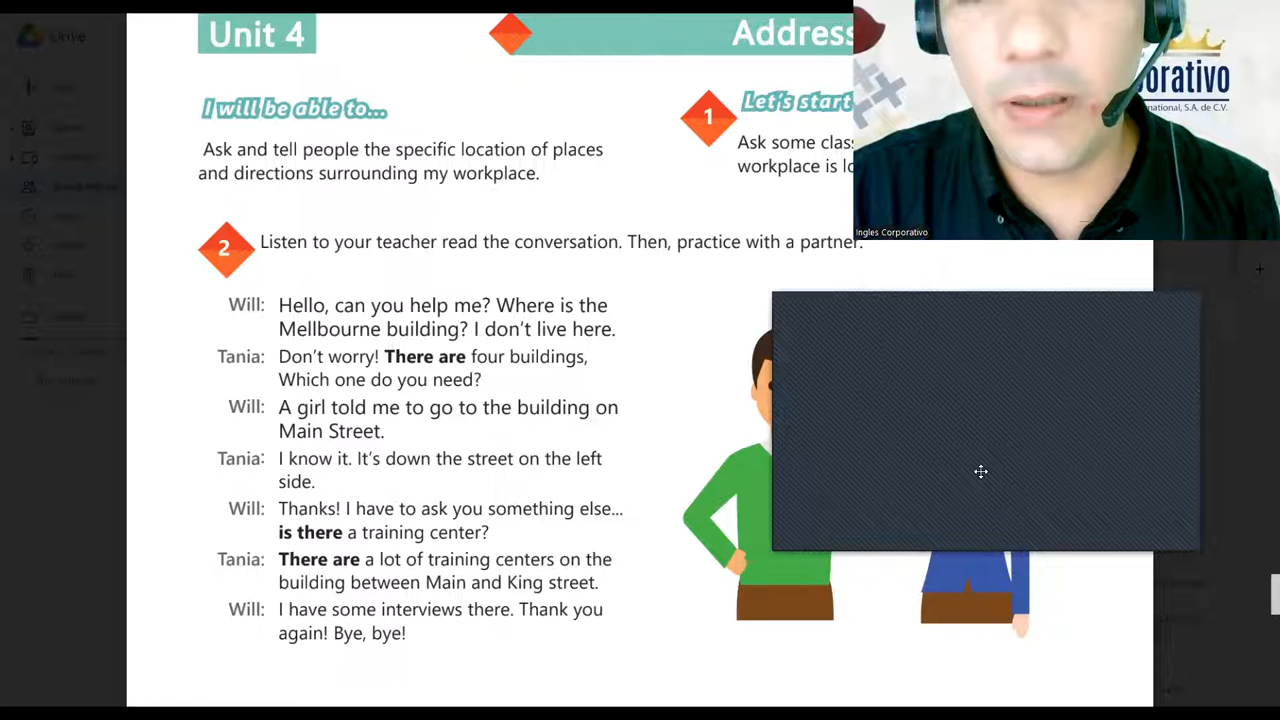 Unit 4
Address
I will be able to...
1
Let's start
Ask and tell people the specific location of places
and directions surrounding my workplace.
Ask some clas
workplace is lo
orativo
national, S.A. de C.V.
Ingles Corporativo
2
Listen to your teacher read the conversation. Then, practice with a partner.
Will: Hello, can you help me? Where is the
Mellbourne building? I don't live here.
Tania: Don't worry! There are four buildings,
Which one do you need?
Will: A girl told me to go to the building on
Main Street.
Tania: I know it. It's down the street on the left
side.
Will: Thanks! I have to ask you something else...
is there a training center?
Tania: There are a lot of training centers on the
building between Main and King street.
Will: I have some interviews there. Thank you
again! Bye, bye!